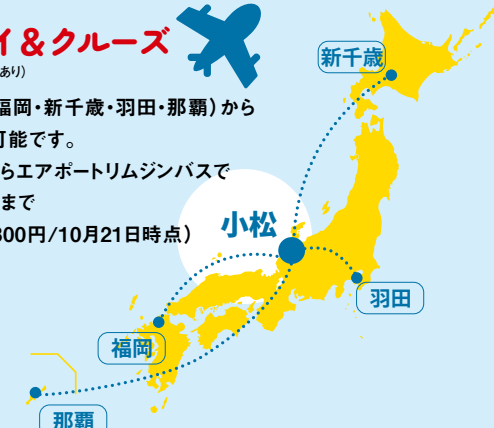 イ&クルーズ
あり)
福岡・新千歳・羽田・那覇)から
可能です。
らエアポートリムジンバスで
まで
300円/10月21日時点)
新千歳
小松
羽田
福岡
那覇